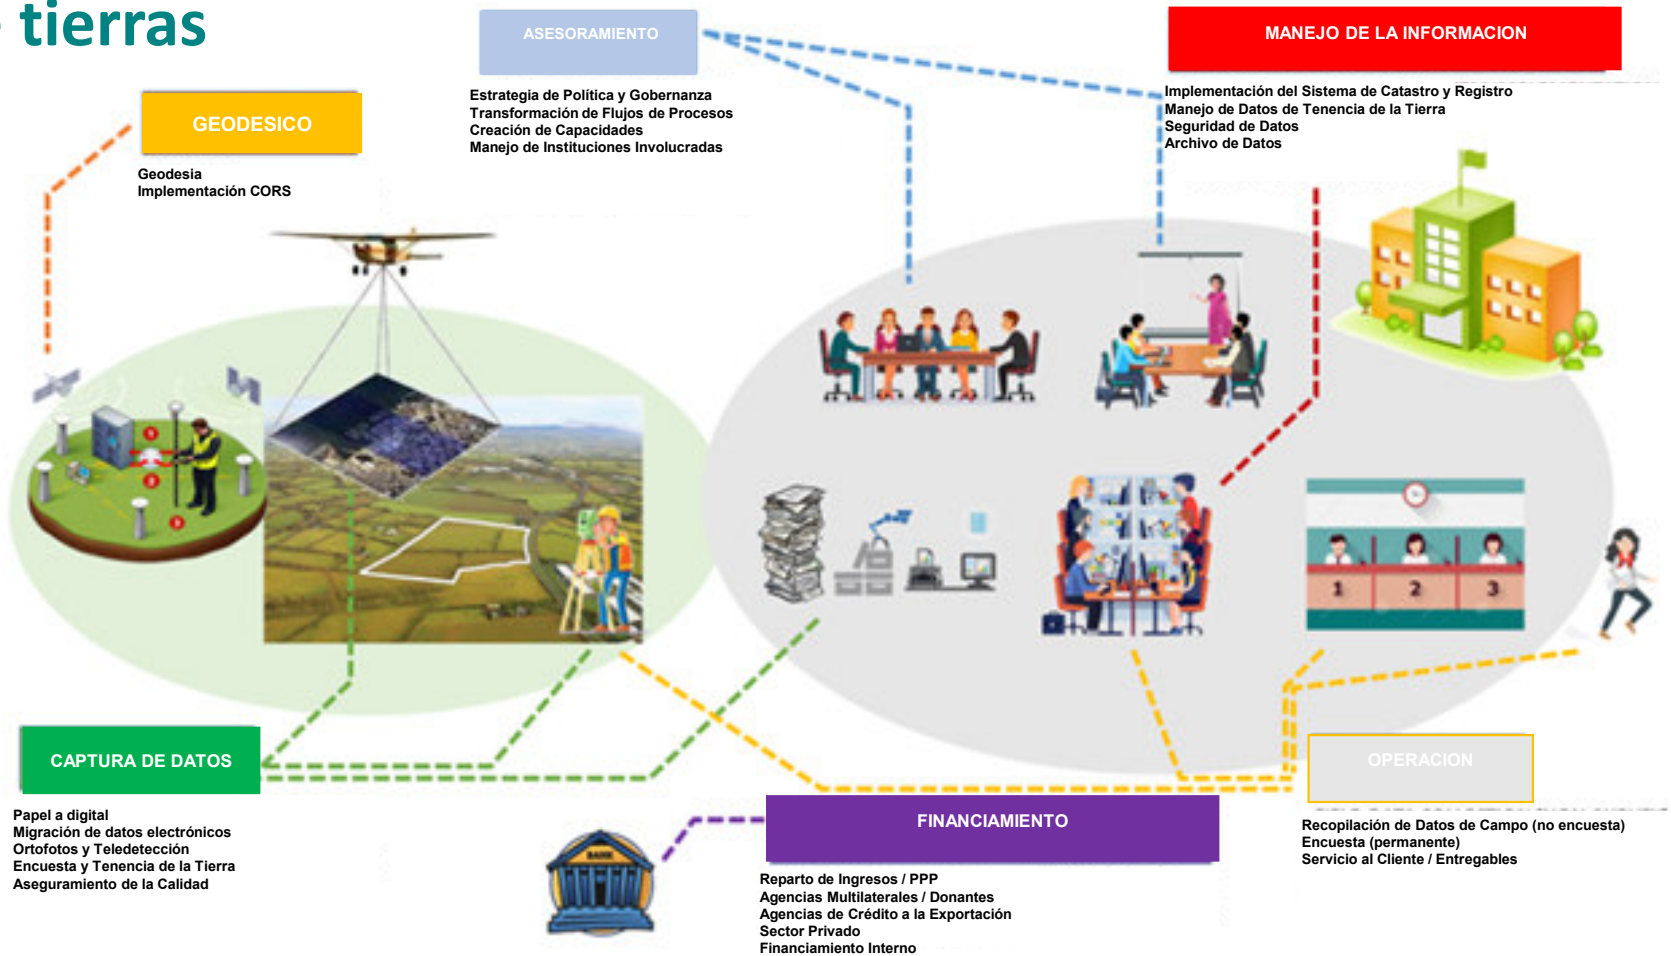 tierras
ASESORAMIENTO
Estrategia de Política y Gobernanza
Transformación de Flujos de Procesos
Creación de Capacidades
Manejo de Instituciones Involucradas
MANEJO DE LA INFORMACION
Implementación del Sistema de Catastro y Registro
Manejo de Datos de Tenencia de la Tierra
Seguridad de Datos
Archivo de Datos
GEODESICO
Geodesia
Implementación CORS
1
2
3
1
2
3
CAPTURA DE DATOS
Papel a digital
Migración de datos electrónicos
Ortofotos y Teledetección
Encuesta y Tenencia de la Tierra
Aseguramiento de la Calidad
BANK
FINANCIAMIENTO
Reparto de Ingresos / PPP
Agencias Multilaterales / Donantes
Agencias de Crédito a la Exportación
Sector Privado
Financiamiento Interno
OPERACION
Recopilación de Datos de Campo (no encuesta)
Encuesta (permanente)
Servicio al Cliente / Entregables